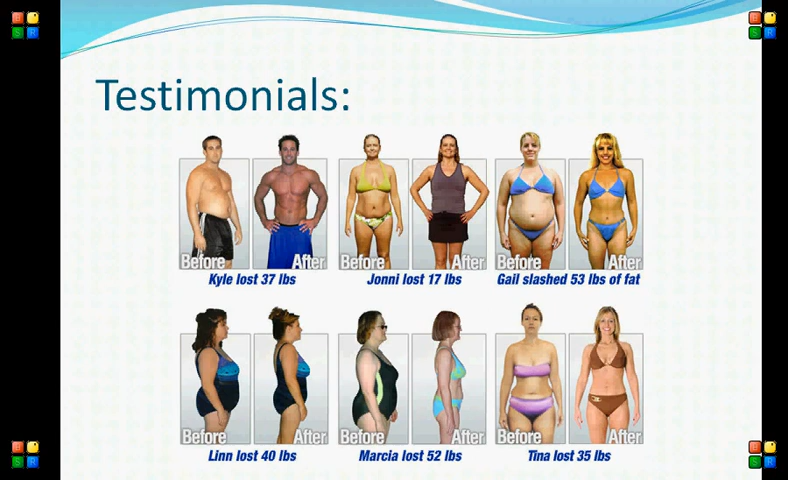 Testimonials:
Before After Before After Before After
Kyle lost 37 lbs Jonni lost 17 lbs Gail slashed 53 lbs of fat
Before After Before After Before After
Linn lost 40 lbs Marcia lost 52 lbs Tina lost 35 lbs